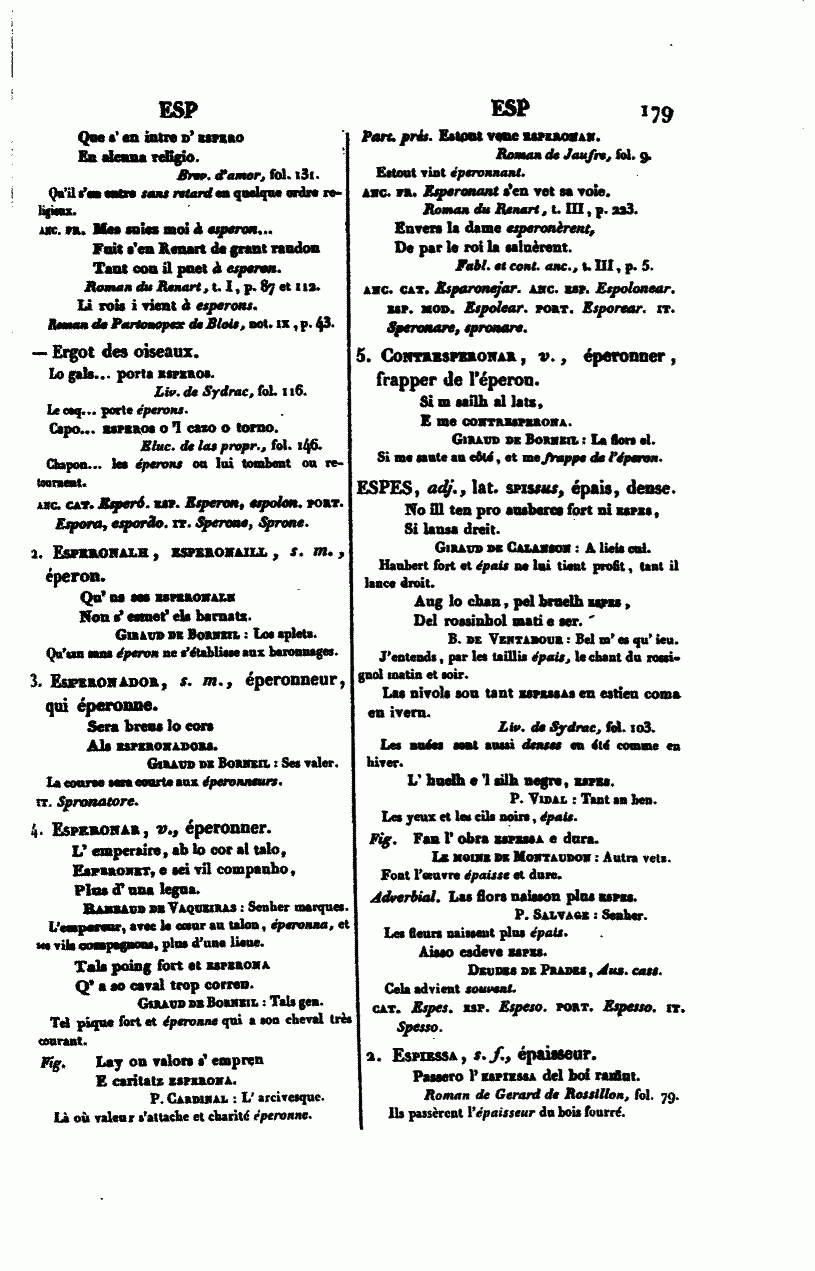 ESP
ESP 179
Que s' en intre D' ESPERO
En alcuna religio.
Brev. d'amor, fol. 131.
Qu'il s'en entre sans retard en quelque ordre re-
ligieux.
ANC. FR. Mes suies moi à esperon...
Fuit s'en Renart de grant randon
Tant con il puet à esperon.
Roman du Renart, t. I, p. 87 et 112.
Li rois i vient à esperons.
Roman de Partonopex de Blois, not. IX, p. 43.
— Ergot des oiseaux.
Lo gals... porta ESPEROS.
Liv. de Sydrac, fol. 116.
Le coq... porte éperons.
Capo... ESPEROS o 'l cazo o torno.
Eluc. de las propr., fol. 146.
Chapon... les éperons ou lui tombent ou re-
tournent.
ANC. CAT. Esperó. ESP. Esperon, espolon. PORT.
Espora, esporão. IT. Sperone, Sprone.
2. ESPERONALH, ESPERONAILL, s. m.,
éperon.
Qu' us ses ESPERONALH
Non s' esmet' els barnatz.
GIRAUD DE BORNEIL : Los aplets.
Qu'un sans éperon ne s'établisse aux baronnages.
3. ESPERONADOR, s. m., éperonneur,
qui éperonne.
Sera breus lo cors
Als ESPERONADORS.
GIRAUD DE BORNEIL : Ses valer.
La course sera courte aux éperonneurs.
IT. Spronatore.
4. ESPERONAR, v., éperonner.
L' emperaire, ab lo cor al talo,
ESPERONET, e sei vil companho,
Plus d' una legua.
RAMBAUD DE VAQUEIRAS : Senher marques.
L'empereur, avec le cœur au talon, éperonna, et
ses vils compagnons, plus d'une lieue.
Tals poing fort et ESPERONA
Q' a so caval trop corren.
GIRAUD DE BORNEIL : Tals gen.
Tel pique fort et éperonne qui a son cheval très
courant.
Fig. Lay on valors s' empren
E caritatz ESPERONA.
P. CARDINAL : L' arcivesque.
Là où valeur s'attache et charité éperonne.
Part. prés. Estout venc ESPERONAN.
Roman de Jaufre, fol. 9.
Estout vint éperonnant.
ANC. FR. Esperonant s'en vet sa voie.
Roman du Renart, t. III, p. 223.
Envers la dame esperonèrent,
De par le roi la saluèrent.
Fabl. et cont. anc., t. III, p. 5.
ANC. CAT. Esparonejar. ANC. ESP. Espolonear.
ESP. MOD. Espolear. PORT. Esporear. IT.
Speronare, spronare.
5. CONTRESPERONAR, v., éperonner,
frapper de l'éperon.
Si m sailh al latz,
E me CONTRESPERONA.
GIRAUD DE BORNEIL : La flors el.
Si me saute au côté, et me frappe de l'éperon.
ESPES, adj., lat. SPISsus, épais, dense.
No ill ten pro ausbercs fort ni ESPES,
Si lansa dreit.
GIRAUD DE CALANSON : A lieis cui.
Haubert fort et épais ne lui tient profit, tant il
lance droit.
Aug lo chan, pel bruelh ESPES,
Del rossinhol mati e ser.
B. DE VENTADOUR : Bel m' es qu' ieu.
J'entends, par les taillis épais, le chant du rossi-
gnol matin et soir.
Las nivols son tant ESPESSAS en estieu coma
en ivern.
Liv. de Sydrac, fol. 103.
Les nuées sont aussi denses en été comme en
hiver.
L' huelh e 'l silh negre, ESPES.
P. VIDAL : Tant an ben.
Les yeux et les cils noirs, épais.
Fig. Fan l' obra ESPESSA e dura.
LE MOINE DE MONTAUDON : Autra vetz.
Font l'œuvre épaisse et dure.
Adverbial. Las flors naisson plus ESPES.
P. SALVAGE : Senher.
Les fleurs naissent plus épais.
Aisso esdeve ESPES.
DEUDES DE PRADES, Aus. cass.
Cela advient souvent.
CAT. Espes. ESP. Espeso. PORT. Espesso. IT.
Spesso.
2. ESPIESSA, s. f., épaisseur.
Passero l' ESPIESSA del boi ramut.
Roman de Gerard de Rossillon, fol. 79.
Ils passèrent l'épaisseur du bois fourré.